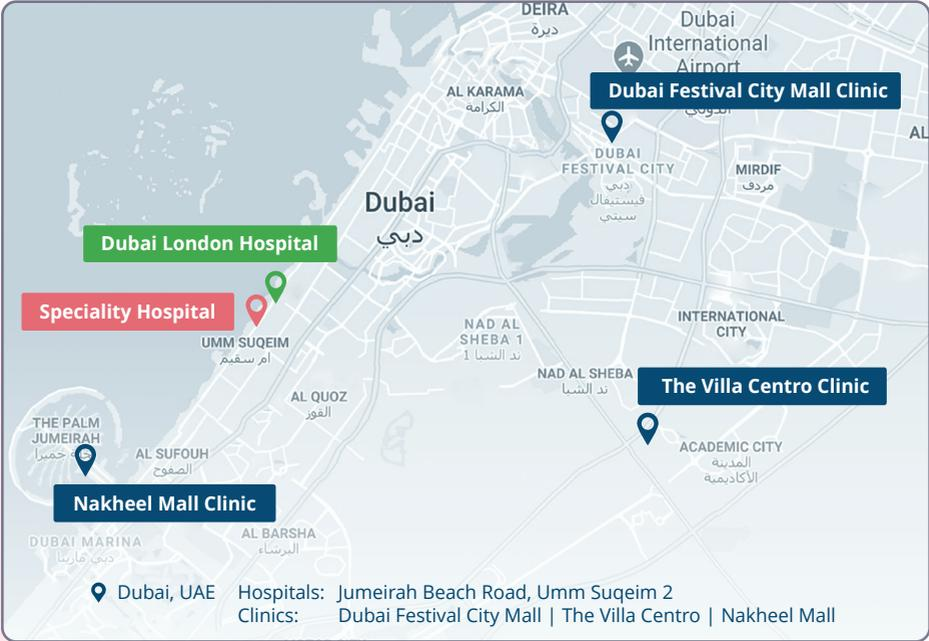 DEIRA
ديرة
Dubai
International
Airport
الدولي
Dubai Festival City Mall Clinic
AL KARAMA
الكرامة
AL
DUBAI
FESTIVAL CITY
دبي
فيستيفال
سيتي
MIRDIF
مردف
Dubai
دبي
Dubai London Hospital
Speciality Hospital
UMM SUQEIM
ام سقيم
NAD AL
SHEBA 1
ند الشبا 1
INTERNATIONAL
CITY
NAD AL SHEBA
ند الشبا
The Villa Centro Clinic
AL QUOZ
القوز
THE PALM
JUMEIRAH
جميرا
AL SUFOUH
الصفوح
ACADEMIC CITY
المدينة
الأكاديمية
Nakheel Mall Clinic
DUBAI MARINA
دبي مارينا
AL BARSHA
البرشاء
Dubai, UAE Hospitals: Jumeirah Beach Road, Umm Suqeim 2
Clinics: Dubai Festival City Mall | The Villa Centro | Nakheel Mall